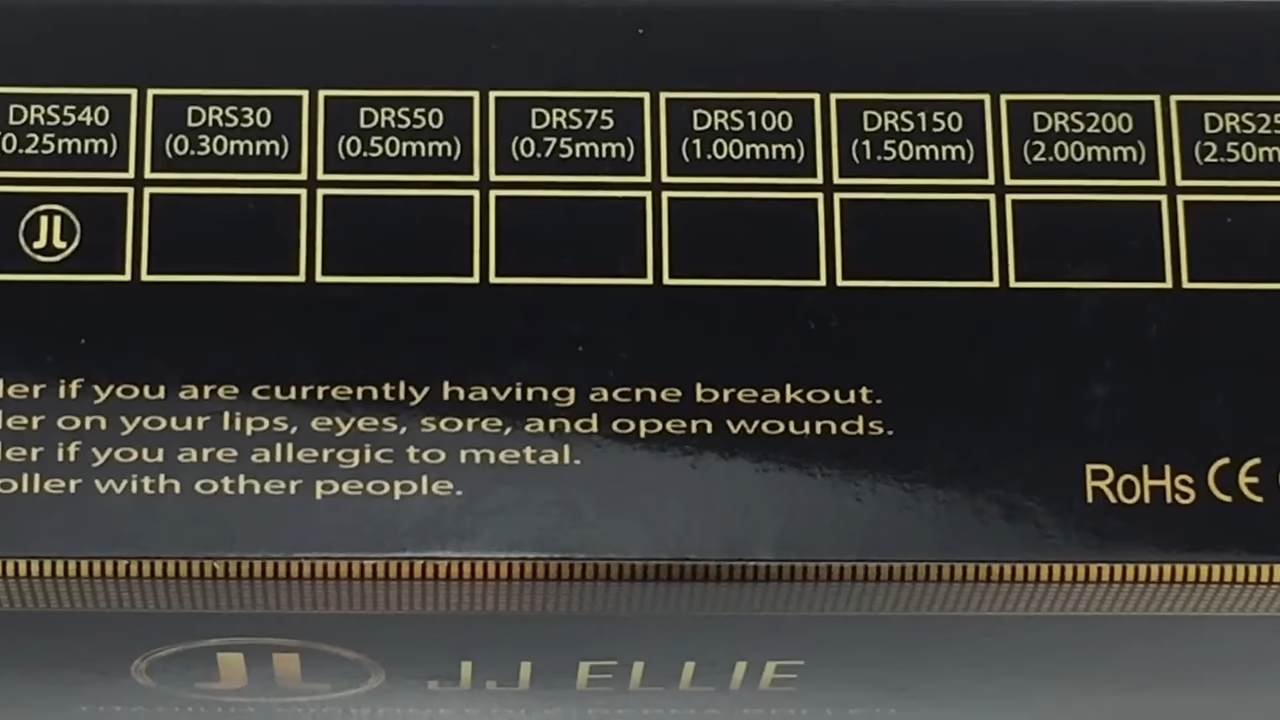 DRS540 DRS30 DRS50 DRS75 DRS100 DRS150 DRS200 DRS25
(0.25mm) (0.30mm) (0.50mm) (0.75mm) (1.00mm) (1.50mm) (2.00mm) (2.50m
JL
ler if you are currently having acne breakout.
ler on your lips, eyes, sore, and open wounds.
ler if you are allergic to metal.
oller with other people.
RoHs CE
JL JJ ELLIE